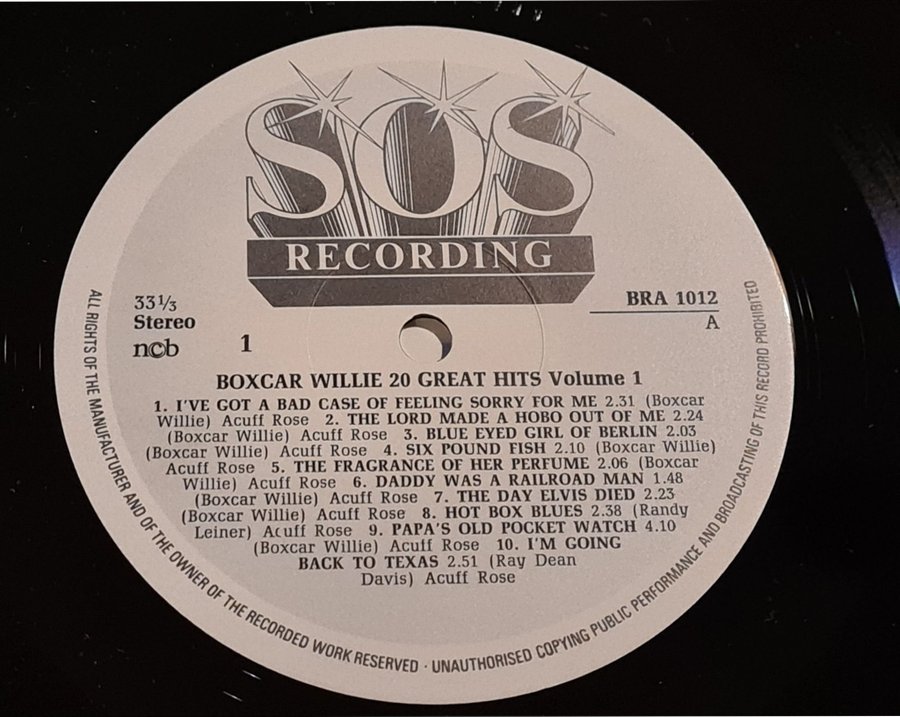 SOS
RECORDING
33⅓
Stereo
ncb
1
BRA 1012
A
BOXCAR WILLIE 20 GREAT HITS Volume 1
1. I'VE GOT A BAD CASE OF FEELING SORRY FOR ME 2.31 (Boxcar
Willie) Acuff Rose 2. THE LORD MADE A HOBO OUT OF ME 2.24
(Boxcar Willie) Acuff Rose 3. BLUE EYED GIRL OF BERLIN 2.03
(Boxcar Willie) Acuff Rose 4. SIX POUND FISH 2.10 (Boxcar Willie)
Acuff Rose 5. THE FRAGRANCE OF HER PERFUME 2.06 (Boxcar
Willie) Acuff Rose 6. DADDY WAS A RAILROAD MAN 1.48
(Boxcar Willie) Acuff Rose 7. THE DAY ELVIS DIED 2.23
(Boxcar Willie) Acuff Rose 8. HOT BOX BLUES 2.38 (Randy
Leiner) Acuff Rose 9. PAPA'S OLD POCKET WATCH 4.10
(Boxcar Willie) Acuff Rose 10. I'M GOING
BACK TO TEXAS 2.51 (Ray Dean
Davis) Acuff Rose
ALL RIGHTS OF THE MANUFACTURER AND OF THE OWNER OF THE RECORDED WORK RESERVED · UNAUTHORISED COPYING PUBLIC PERFORMANCE AND BROADCASTING OF THIS RECORD PROHIBITED